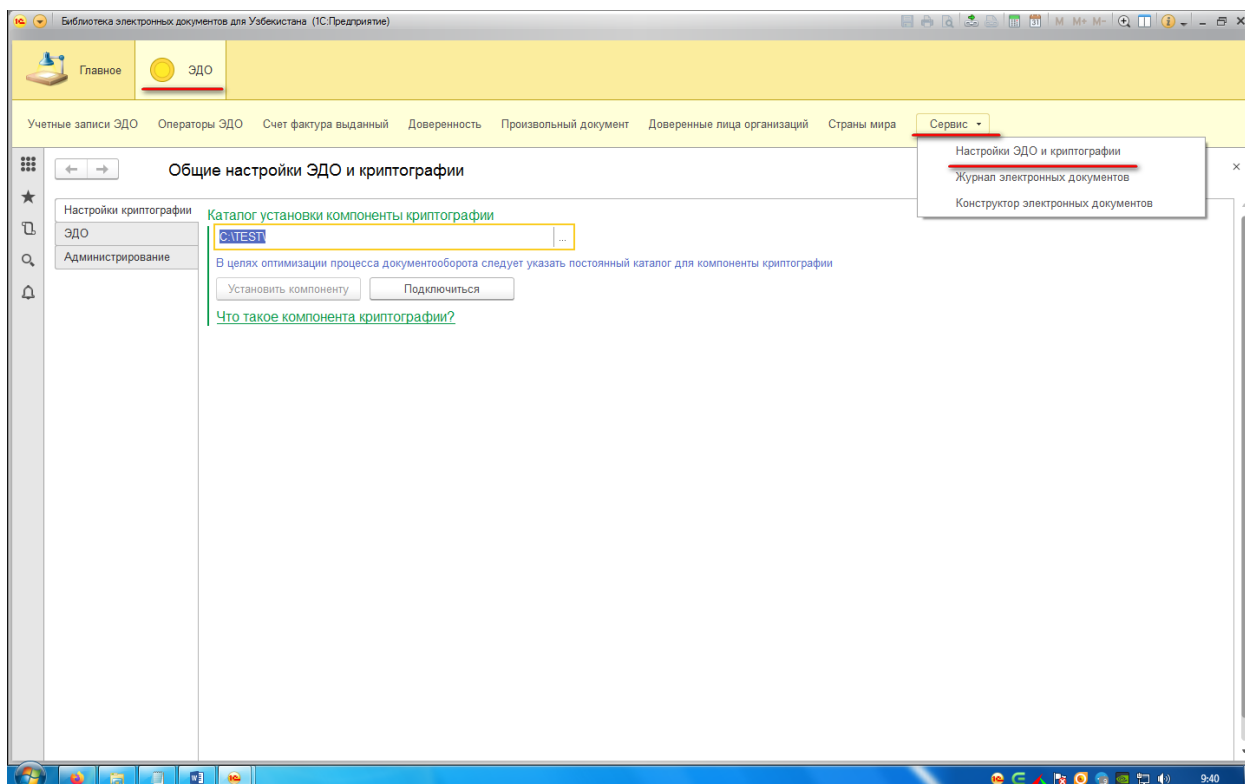 Библиотека электронных документов для Узбекистана (1С:Предприятие)
M M+ M-
Главное
ЭДО
Учетные записи ЭДО Операторы ЭДО Счет фактура выданный Доверенность Произвольный документ Доверенные лица организаций Страны мира Сервис
Настройки ЭДО и криптографии
Журнал электронных документов
Конструктор электронных документов
Общие настройки ЭДО и криптографии
Настройки криптографии
ЭДО
Администрирование
Каталог установки компоненты криптографии
C:\TEST\
...
В целях оптимизации процесса документооборота следует указать постоянный каталог для компоненты криптографии
Установить компоненту Подключиться
Что такое компонента криптографии?
9:40